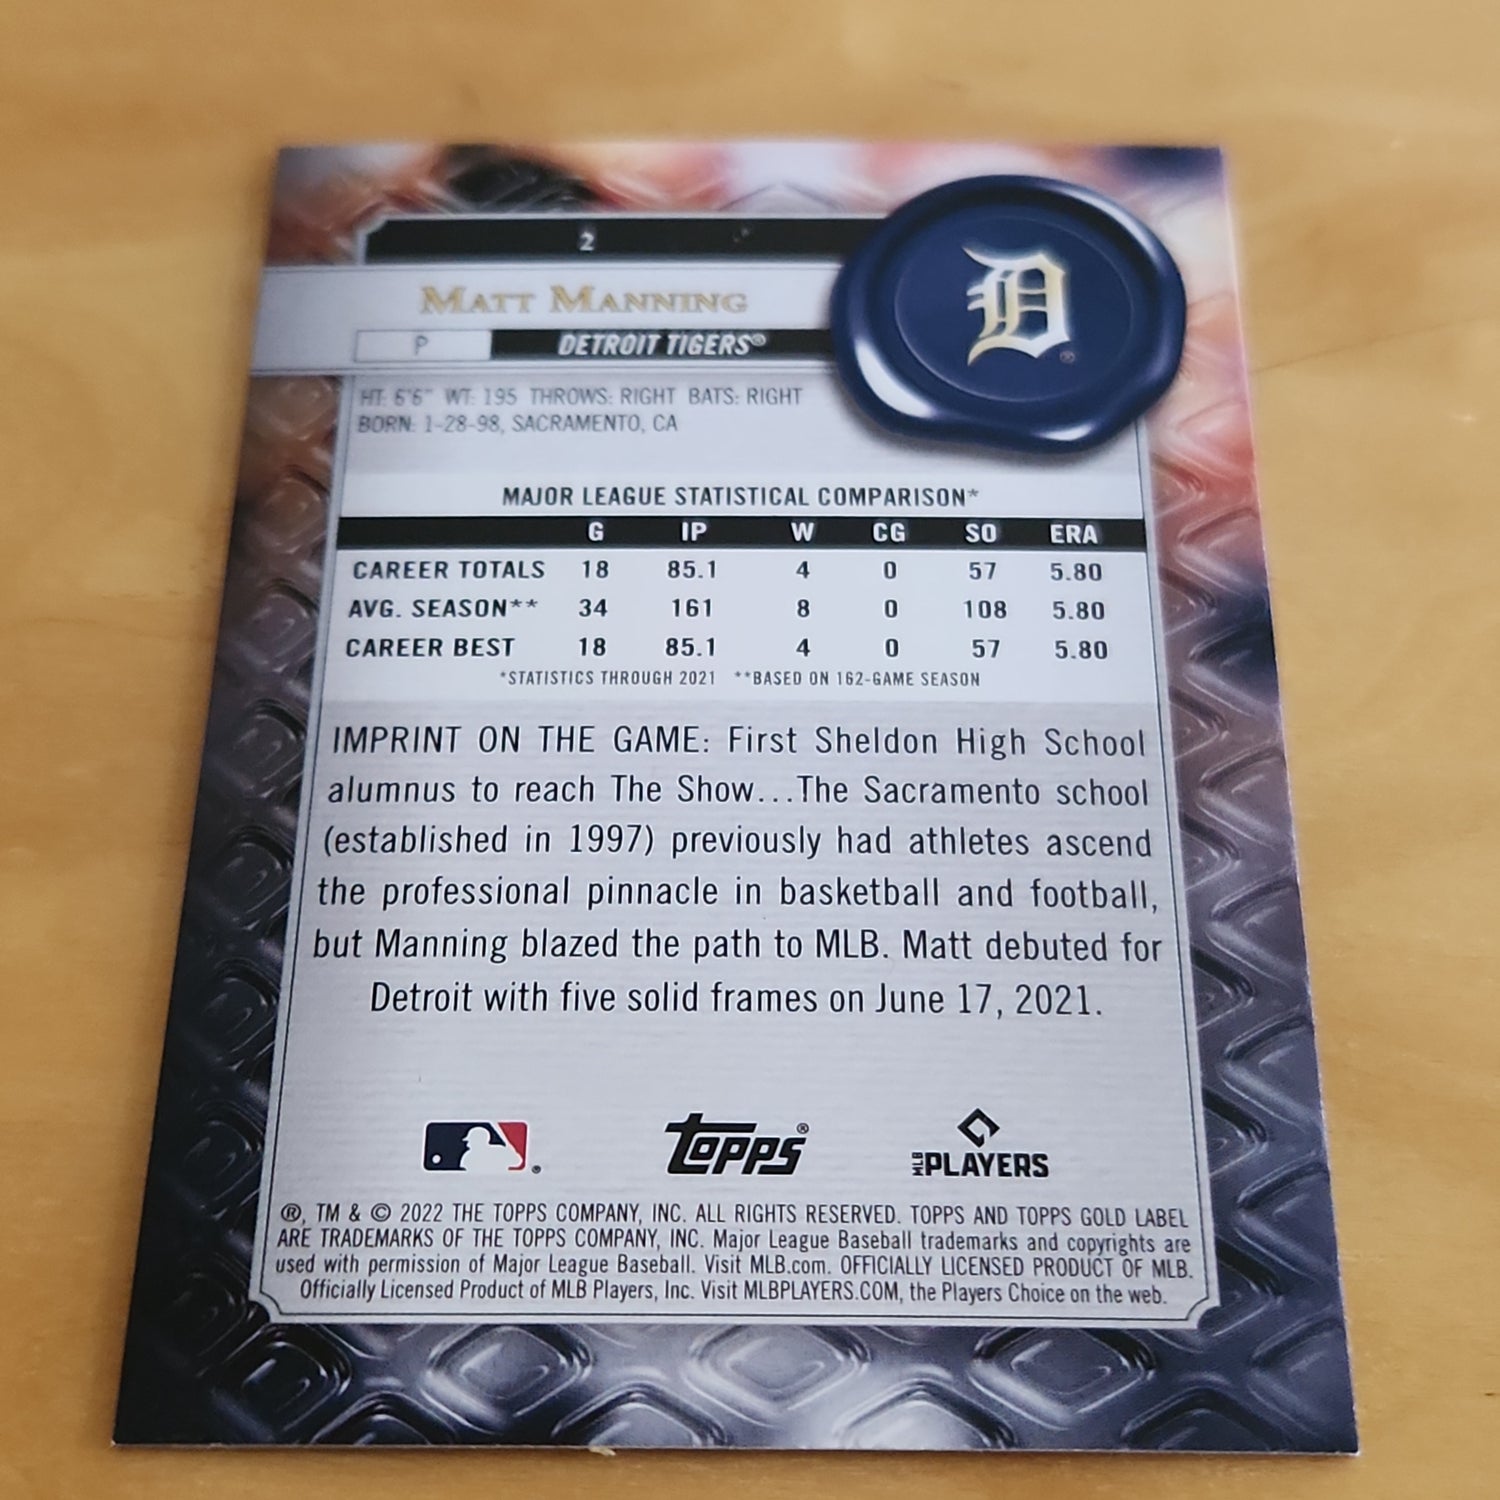 2
MATT MANNING
P DETROIT TIGERS®
D
HT: 6'6" WT: 195 THROWS: RIGHT BATS: RIGHT
BORN: 1-28-98, SACRAMENTO, CA
MAJOR LEAGUE STATISTICAL COMPARISON*
G IP W CG SO ERA
CAREER TOTALS 18 85.1 4 0 57 5.80
AVG. SEASON** 34 161 8 0 108 5.80
CAREER BEST 18 85.1 4 0 57 5.80
*STATISTICS THROUGH 2021 **BASED ON 162-GAME SEASON
IMPRINT ON THE GAME: First Sheldon High School
alumnus to reach The Show...The Sacramento school
(established in 1997) previously had athletes ascend
the professional pinnacle in basketball and football,
but Manning blazed the path to MLB. Matt debuted for
Detroit with five solid frames on June 17, 2021.
topps® MLB PLAYERS
®, TM & © 2022 THE TOPPS COMPANY, INC. ALL RIGHTS RESERVED. TOPPS AND TOPPS GOLD LABEL
ARE TRADEMARKS OF THE TOPPS COMPANY, INC. Major League Baseball trademarks and copyrights are
used with permission of Major League Baseball. Visit MLB.com. OFFICIALLY LICENSED PRODUCT OF MLB.
Officially Licensed Product of MLB Players, Inc. Visit MLBPLAYERS.COM, the Players Choice on the web.